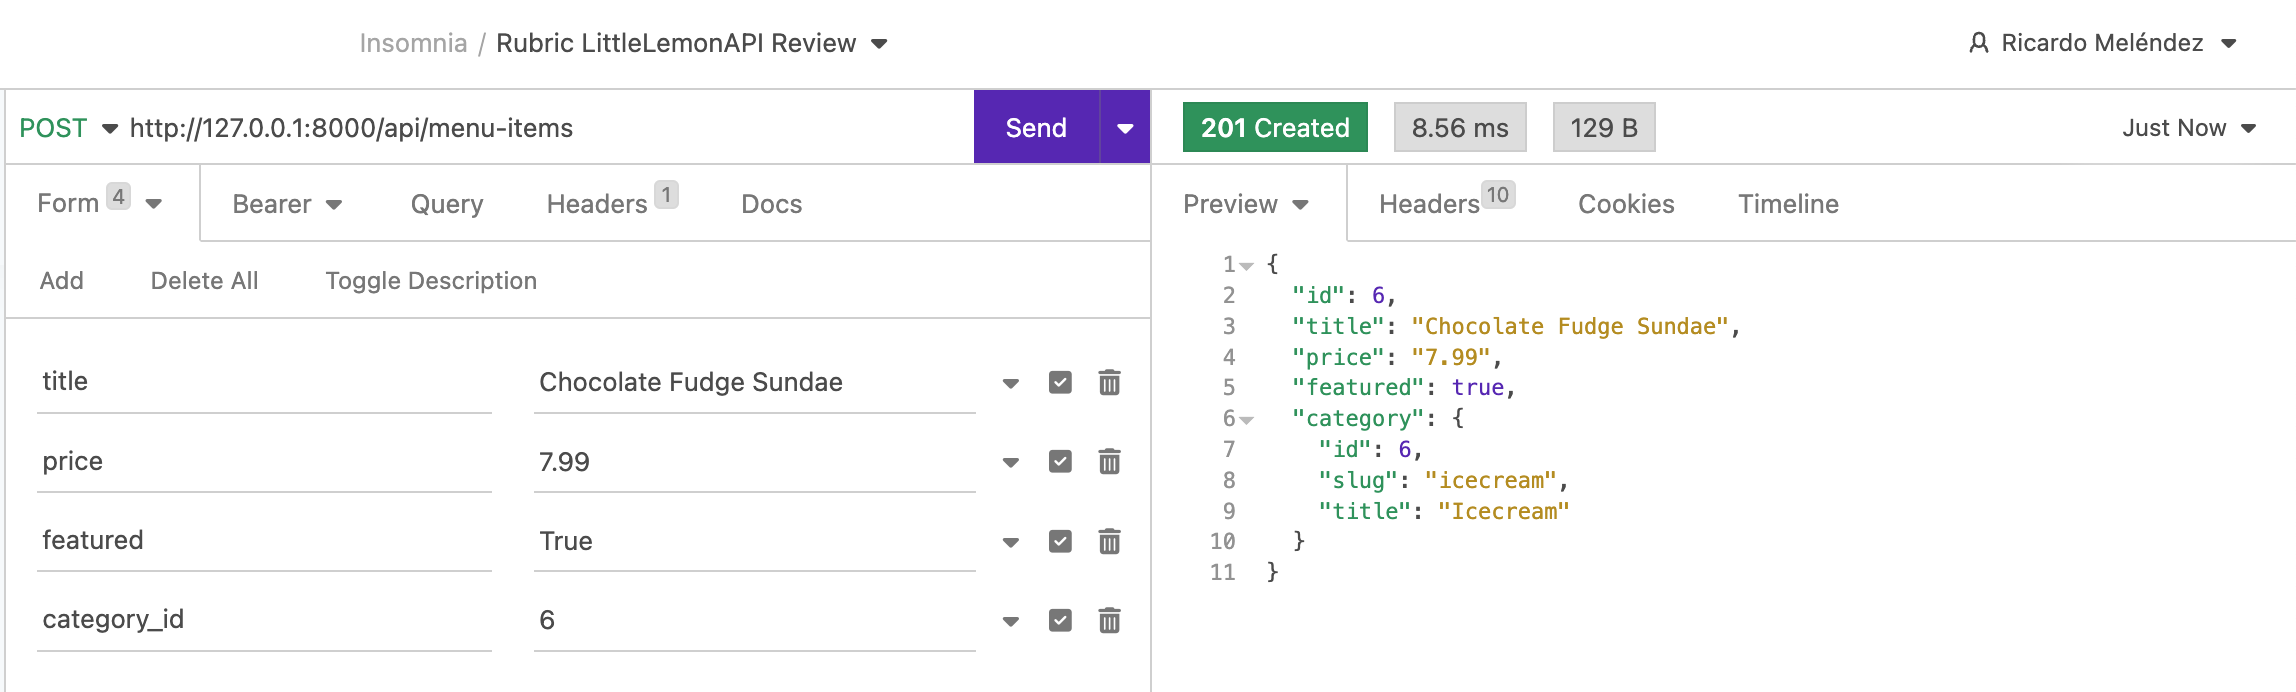 Insomnia / Rubric LittleLemonAPI Review
Ricardo Meléndez
POST http://127.0.0.1:8000/api/menu-items
Send
201 Created 8.56 ms 129 B
Just Now
Form 4 Bearer Query Headers 1 Docs
Preview Headers 10 Cookies Timeline
Add Delete All Toggle Description
title Chocolate Fudge Sundae
price 7.99
featured True
category_id 6
1 {
2 "id": 6,
3 "title": "Chocolate Fudge Sundae",
4 "price": "7.99",
5 "featured": true,
6 "category": {
7 "id": 6,
8 "slug": "icecream",
9 "title": "Icecream"
10 }
11 }